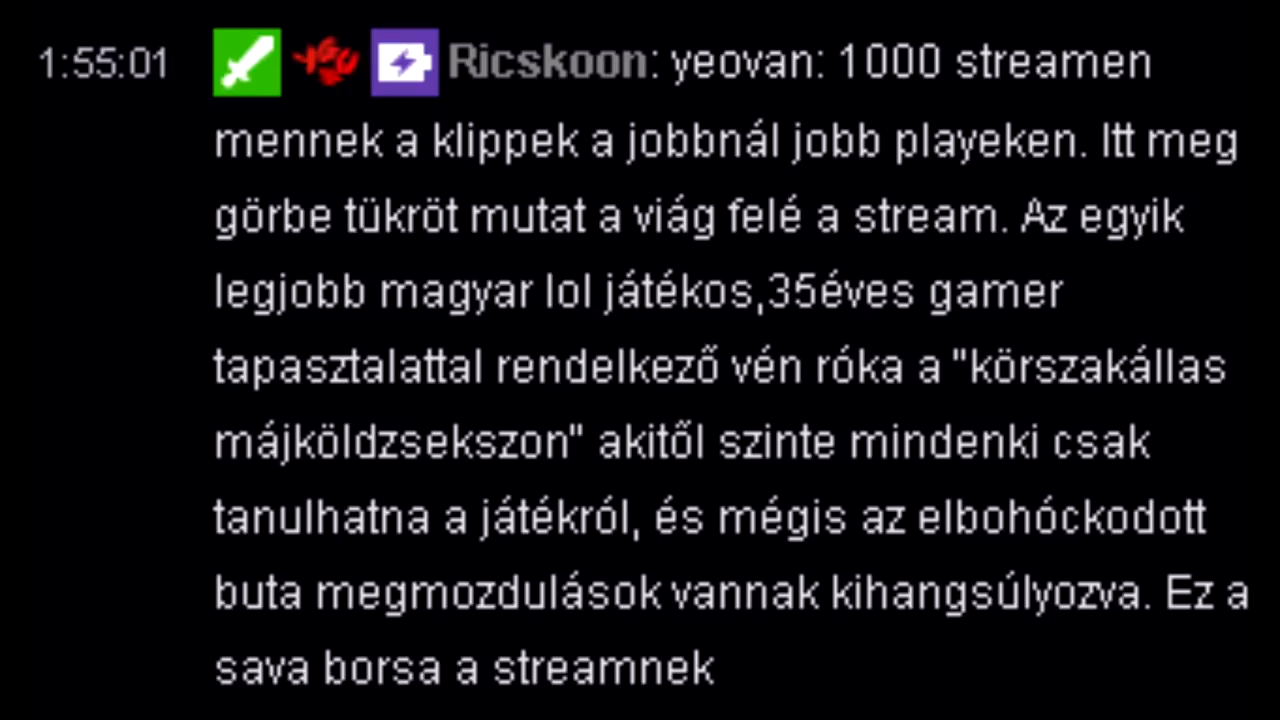 1:55:01 Ricskoon: yeovan: 1000 streamen
mennek a klippek a jobbnál jobb playeken. Itt meg
görbe tükröt mutat a viág felé a stream. Az egyik
legjobb magyar lol játékos,35éves gamer
tapasztalattal rendelkező vén róka a "körszakállas
májköldzsekszon" akitől szinte mindenki csak
tanulhatna a játékról, és mégis az elbohóckodott
buta megmozdulások vannak kihangsúlyozva. Ez a
sava borsa a streamnek